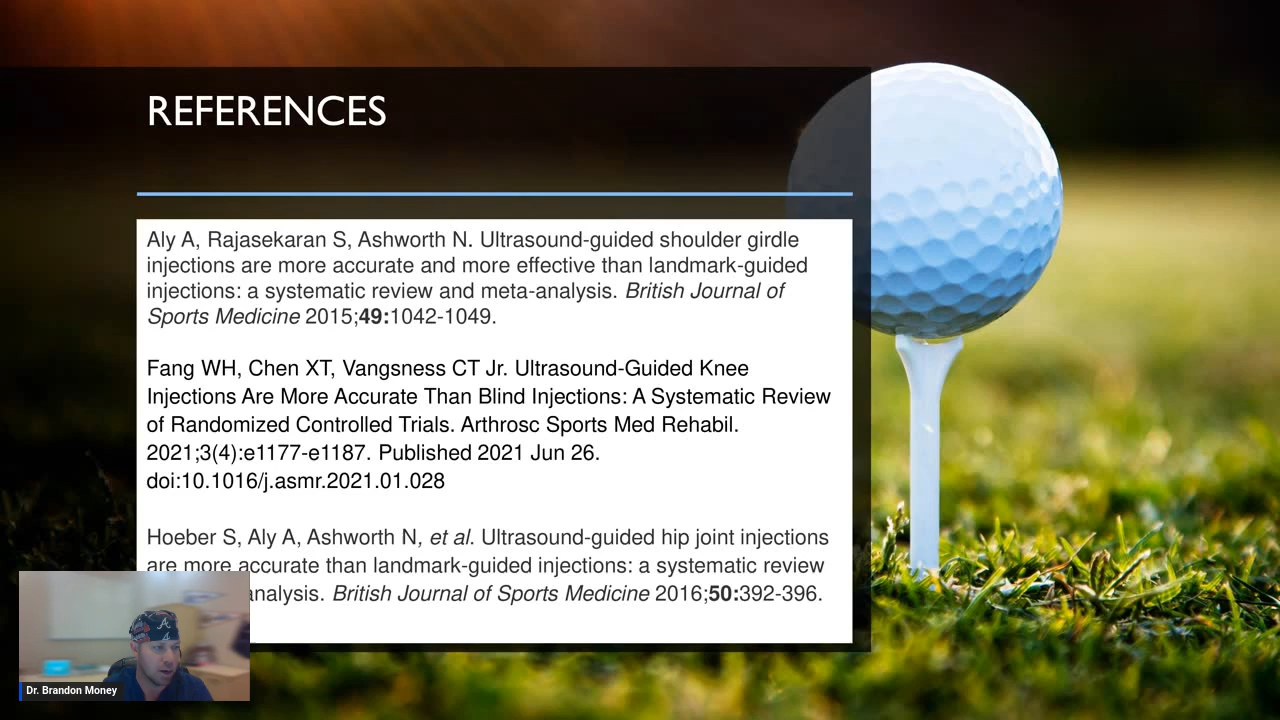 REFERENCES
Aly A, Rajasekaran S, Ashworth N. Ultrasound-guided shoulder girdle
injections are more accurate and more effective than landmark-guided
injections: a systematic review and meta-analysis. British Journal of
Sports Medicine 2015;49:1042-1049.
Fang WH, Chen XT, Vangsness CT Jr. Ultrasound-Guided Knee
Injections Are More Accurate Than Blind Injections: A Systematic Review
of Randomized Controlled Trials. Arthrosc Sports Med Rehabil.
2021;3(4):e1177-e1187. Published 2021 Jun 26.
doi:10.1016/j.asmr.2021.01.028
Hoeber S, Aly A, Ashworth N, et al. Ultrasound-guided hip joint injections
are more accurate than landmark-guided injections: a systematic review
analysis. British Journal of Sports Medicine 2016;50:392-396.
A
Dr. Brandon Money